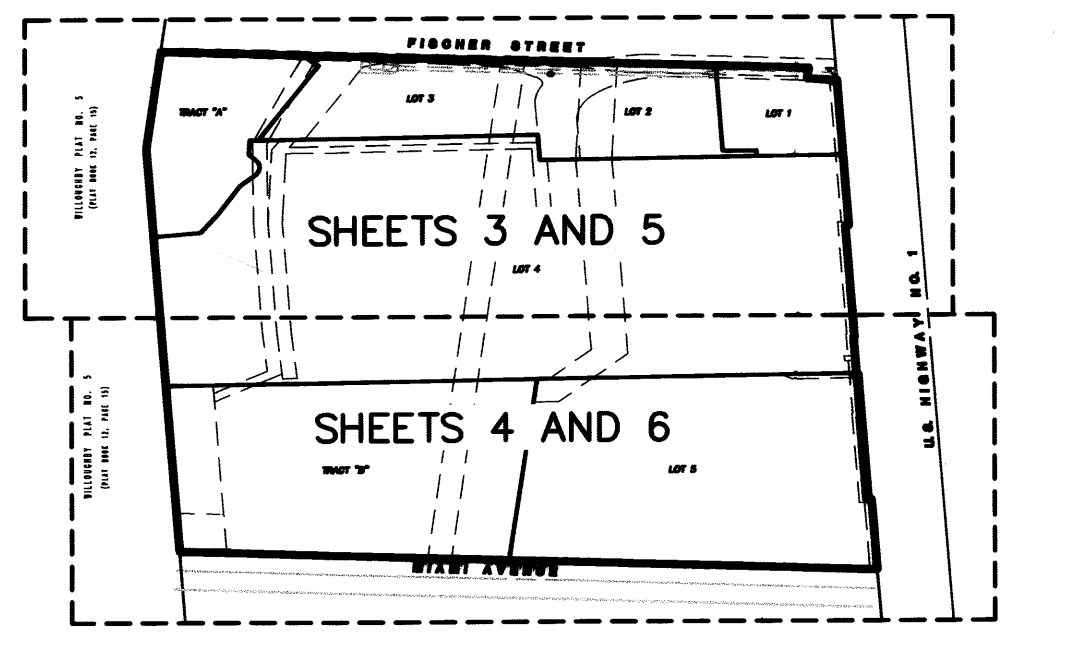 FISCHER STREET
WILLOUGHBY PLAT NO. 5
(PLAT BOOK 12, PAGE 15)
TRACT "A"
LOT 3
LOT 2
LOT 1
SHEETS 3 AND 5
LOT 4
U.S. HIGHWAY NO. 1
WILLOUGHBY PLAT NO. 5
(PLAT BOOK 12, PAGE 15)
SHEETS 4 AND 6
TRACT "B"
LOT 5
MIAMI AVENUE